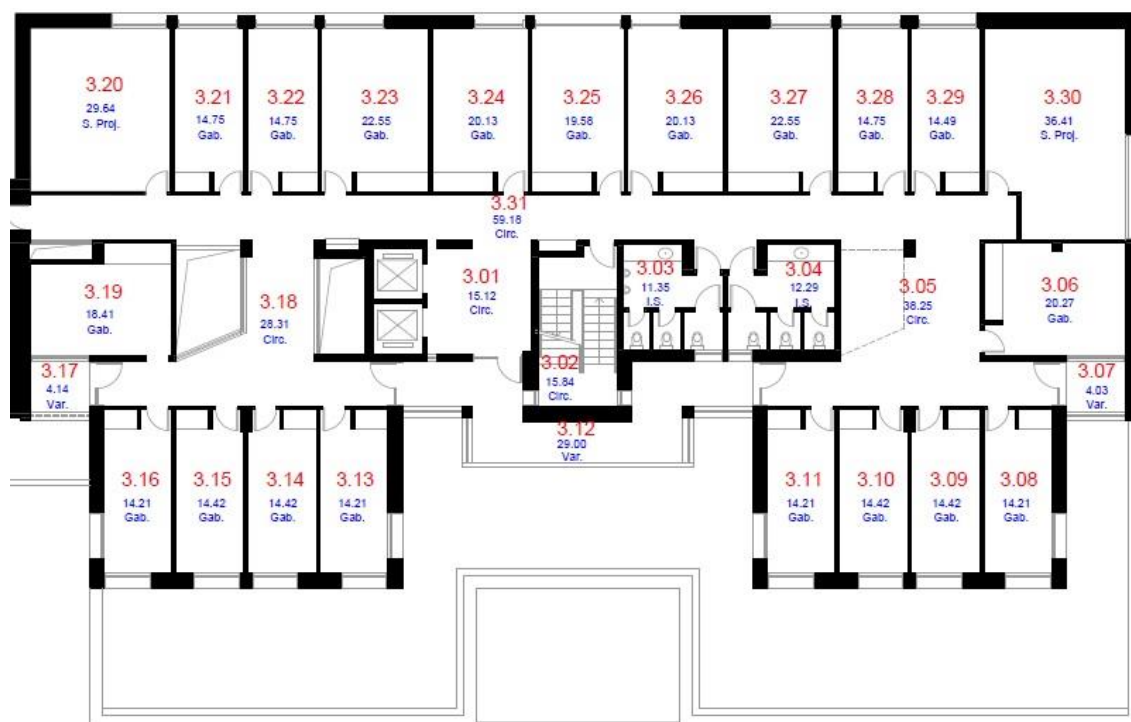 3.20
29.64
S. Proj.
3.21
14.75
Gab.
3.22
14.75
Gab.
3.23
22.55
Gab.
3.24
20.13
Gab.
3.25
19.58
Gab.
3.26
20.13
Gab.
3.27
22.55
Gab.
3.28
14.75
Gab.
3.29
14.49
Gab.
3.30
36.41
S. Proj.
3.31
59.18
Circ.
3.19
18.41
Gab.
3.18
28.31
Circ.
3.01
15.12
Circ.
3.03
11.35
I.S.
3.04
12.29
I.S.
3.05
38.25
Circ.
3.06
20.27
Gab.
3.17
4.14
Var.
3.02
15.84
Circ.
3.07
4.03
Var.
3.12
29.00
Var.
3.16
14.21
Gab.
3.15
14.42
Gab.
3.14
14.42
Gab.
3.13
14.21
Gab.
3.11
14.21
Gab.
3.10
14.42
Gab.
3.09
14.42
Gab.
3.08
14.21
Gab.